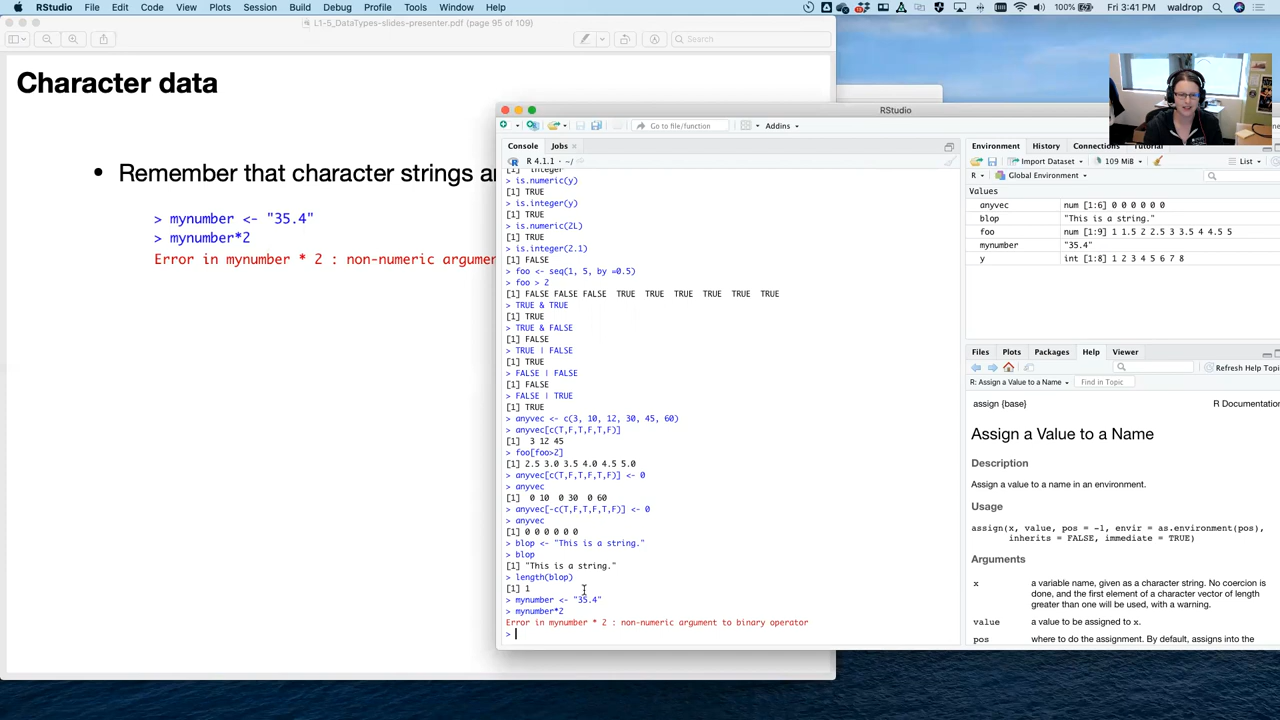 RStudio File Edit Code View Plots Session Build Debug Profile Tools Window Help 100% Fri 3:41 PM waldrop
L1-5_DataTypes-slides-presenter.pdf (page 95 of 109)
Search
Character data
• Remember that character strings ar
> mynumber <- "35.4"
> mynumber*2
Error in mynumber * 2 : non-numeric argumen
RStudio
Go to file/function
Addins
Console Jobs
R 4.1.1 · ~/
[1] "integer"
> is.numeric(y)
[1] TRUE
> is.integer(y)
[1] TRUE
> is.numeric(2L)
[1] TRUE
> is.integer(2.1)
[1] FALSE
> foo <- seq(1, 5, by =0.5)
> foo > 2
[1] FALSE FALSE FALSE TRUE TRUE TRUE TRUE TRUE TRUE
> TRUE & TRUE
[1] TRUE
> TRUE & FALSE
[1] FALSE
> TRUE | FALSE
[1] TRUE
> FALSE | FALSE
[1] FALSE
> FALSE | TRUE
[1] TRUE
> anyvec <- c(3, 10, 12, 30, 45, 60)
> anyvec[c(T,F,T,F,T,F)]
[1] 3 12 45
> foo[foo>2]
[1] 2.5 3.0 3.5 4.0 4.5 5.0
> anyvec[c(T,F,T,F,T,F)] <- 0
> anyvec
[1] 0 10 0 30 0 60
> anyvec[-c(T,F,T,F,T,F)] <- 0
> anyvec
[1] 0 0 0 0 0 0
> blop <- "This is a string."
> blop
[1] "This is a string."
> length(blop)
[1] 1
> mynumber <- "35.4"
> mynumber*2
Error in mynumber * 2 : non-numeric argument to binary operator
>
Environment History Connections Tutorial
Import Dataset 109 MiB List
R Global Environment
Values
anyvec num [1:6] 0 0 0 0 0 0
blop "This is a string."
foo num [1:9] 1 1.5 2 2.5 3 3.5 4 4.5 5
mynumber "35.4"
y int [1:8] 1 2 3 4 5 6 7 8
Files Plots Packages Help Viewer
Refresh Help Topic
R: Assign a Value to a Name Find in Topic
assign {base} R Documentation
Assign a Value to a Name
Description
Assign a value to a name in an environment.
Usage
assign(x, value, pos = -1, envir = as.environment(pos),
inherits = FALSE, immediate = TRUE)
Arguments
x a variable name, given as a character string. No coercion is
done, and the first element of a character vector of length
greater than one will be used, with a warning.
value a value to be assigned to x.
pos where to do the assignment. By default, assigns into the